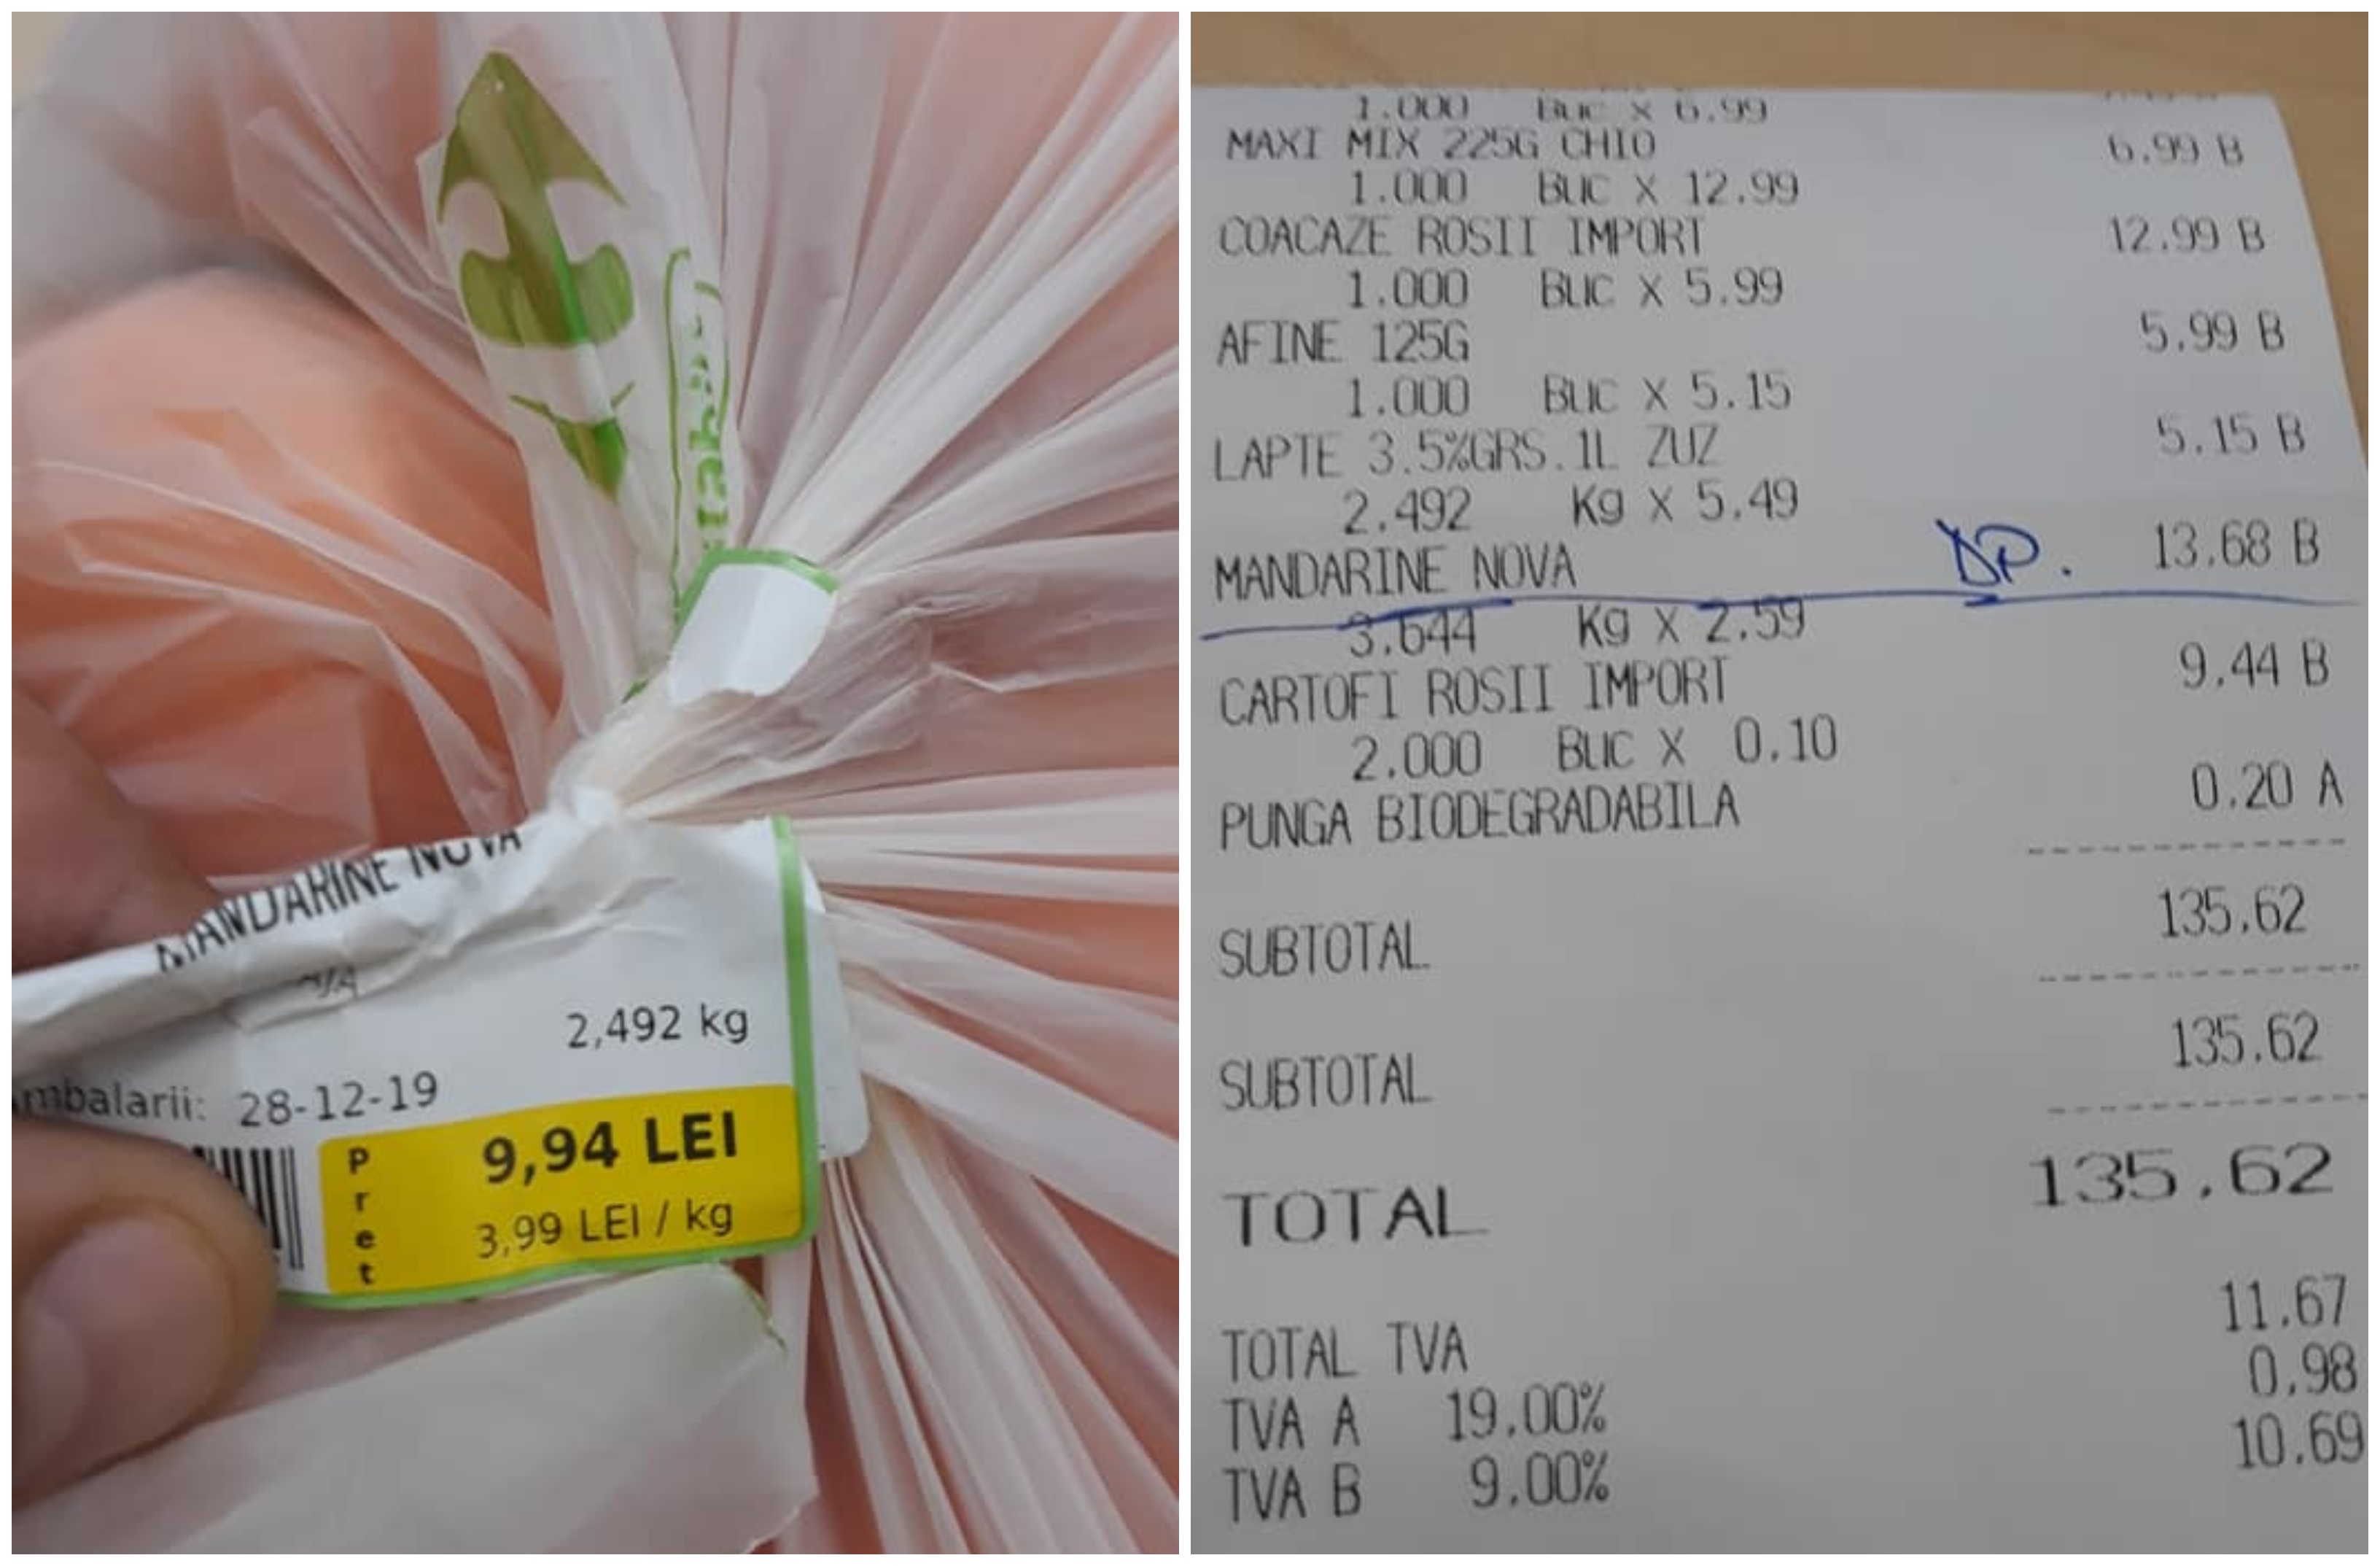 MANDARINE NOVA
2,492 kg
mbalarii: 28-12-19
Pret
9,94 LEI
3,99 LEI / kg
1.000 Buc X 6.99
MAXI MIX 225G CHIO 6.99 B
1.000 Buc X 12.99
COACAZE ROSII IMPORT 12.99 B
1.000 Buc X 5.99
AFINE 125G 5.99 B
1.000 Buc X 5.15
LAPTE 3.5%GRS.1L ZUZ 5.15 B
2.492 Kg X 5.49
MANDARINE NOVA DP. 13.68 B
3.644 Kg X 2.59
CARTOFI ROSII IMPORT 9.44 B
2.000 Buc X 0.10
PUNGA BIODEGRADABILA 0.20 A
SUBTOTAL 135.62
SUBTOTAL 135.62
TOTAL 135.62
TOTAL TVA 11.67
TVA A 19.00% 0.98
TVA B 9.00% 10.69